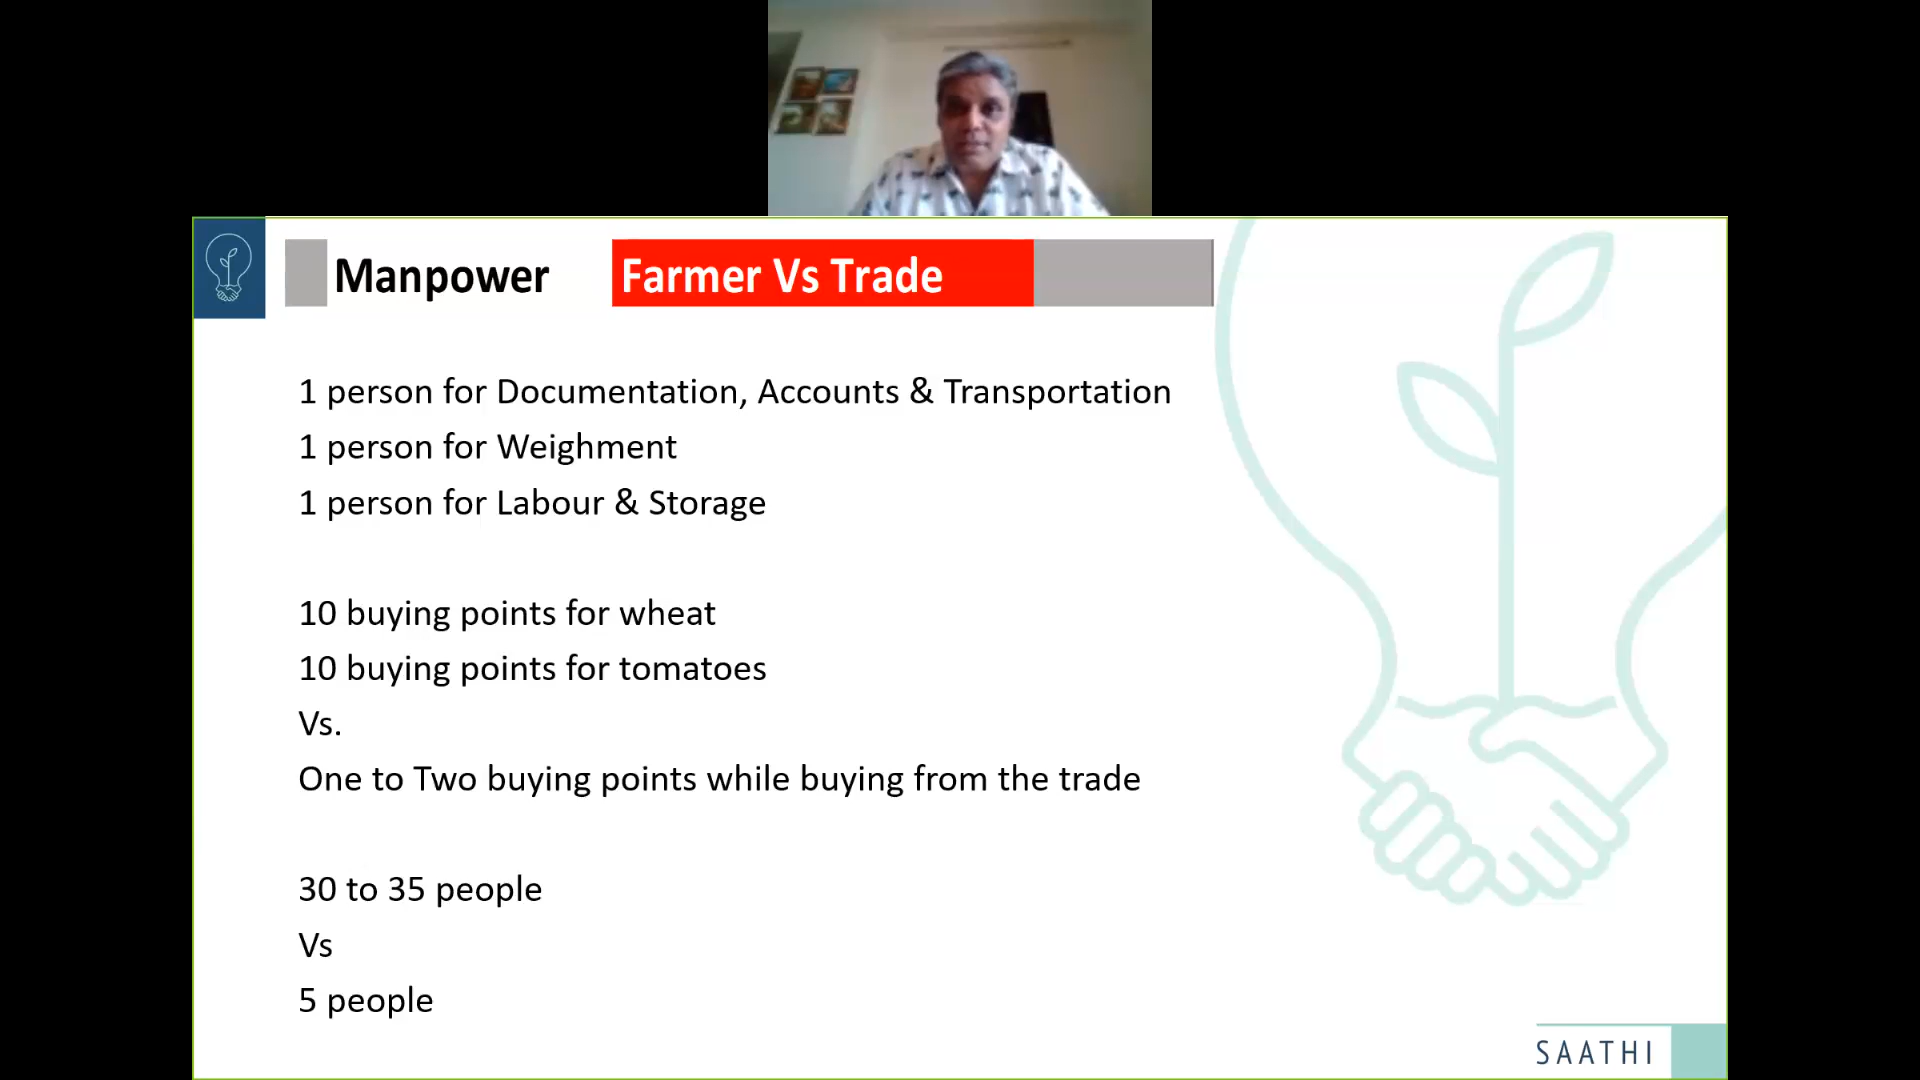 Manpower Farmer Vs Trade
1 person for Documentation, Accounts & Transportation
1 person for Weighment
1 person for Labour & Storage
10 buying points for wheat
10 buying points for tomatoes
Vs.
One to Two buying points while buying from the trade
30 to 35 people
Vs
5 people
SAATHI